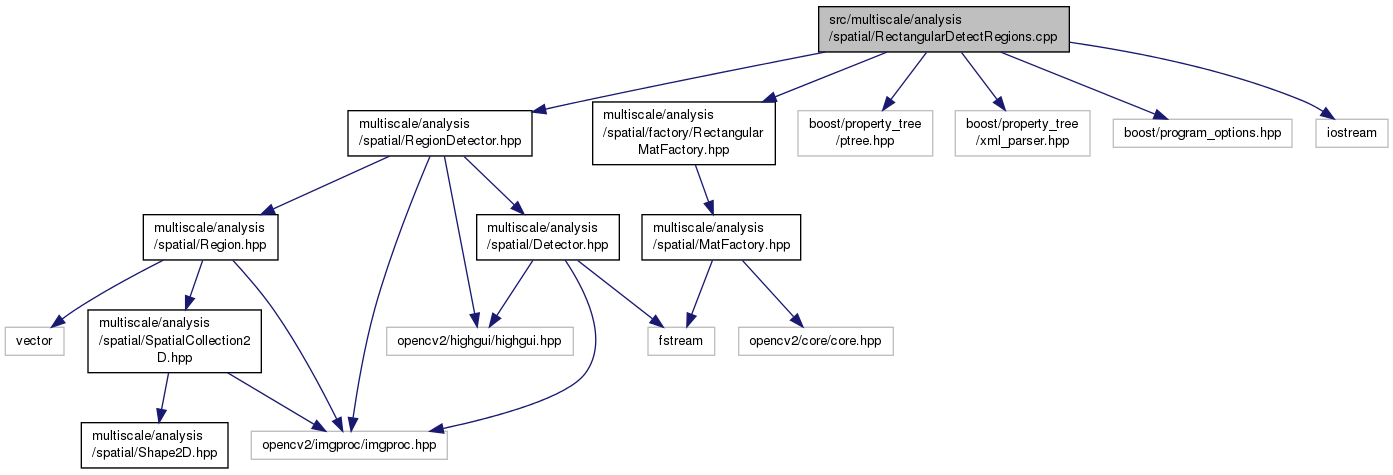 src/multiscale/analysis
/spatial/RectangularDetectRegions.cpp
multiscale/analysis
/spatial/RegionDetector.hpp
multiscale/analysis
/spatial/factory/Rectangular
MatFactory.hpp
boost/property_tree
/ptree.hpp
boost/property_tree
/xml_parser.hpp
boost/program_options.hpp
iostream
multiscale/analysis
/spatial/Region.hpp
multiscale/analysis
/spatial/Detector.hpp
multiscale/analysis
/spatial/MatFactory.hpp
vector
multiscale/analysis
/spatial/SpatialCollection2
D.hpp
opencv2/highgui/highgui.hpp
fstream
opencv2/core/core.hpp
multiscale/analysis
/spatial/Shape2D.hpp
opencv2/imgproc/imgproc.hpp